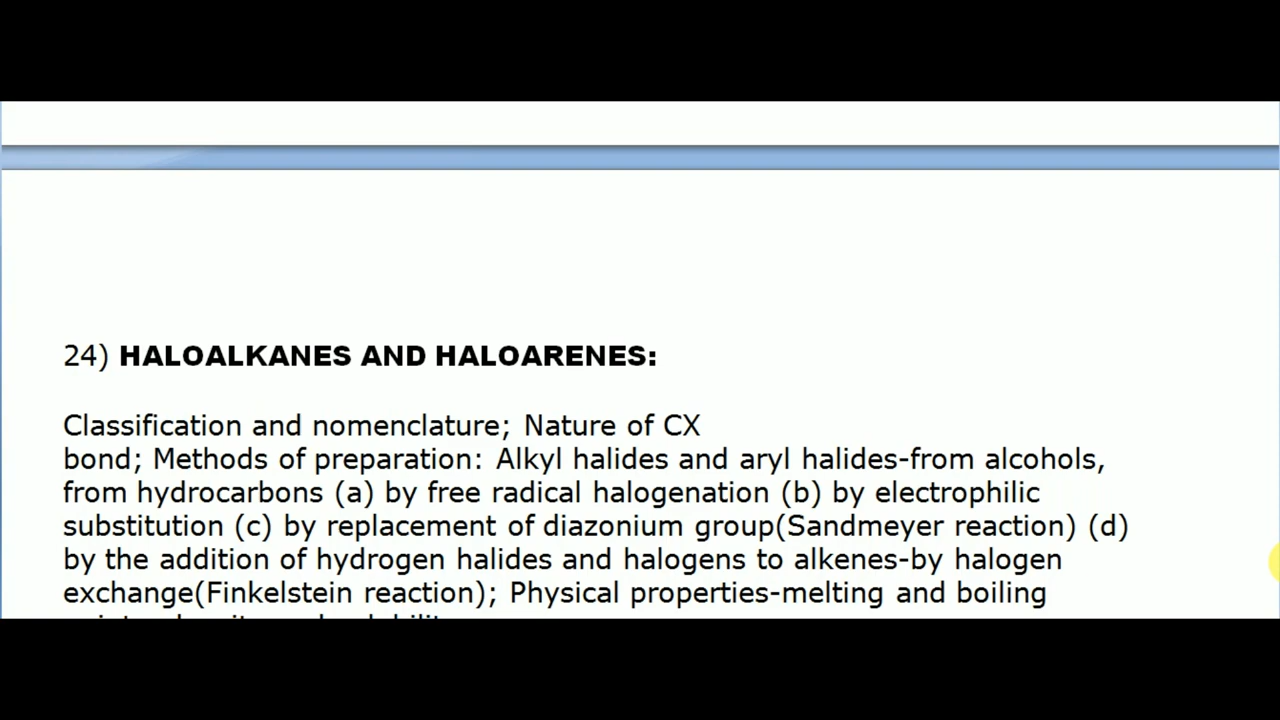 24) HALOALKANES AND HALOARENES:
Classification and nomenclature; Nature of CX
bond; Methods of preparation: Alkyl halides and aryl halides-from alcohols,
from hydrocarbons (a) by free radical halogenation (b) by electrophilic
substitution (c) by replacement of diazonium group(Sandmeyer reaction) (d)
by the addition of hydrogen halides and halogens to alkenes-by halogen
exchange(Finkelstein reaction); Physical properties-melting and boiling